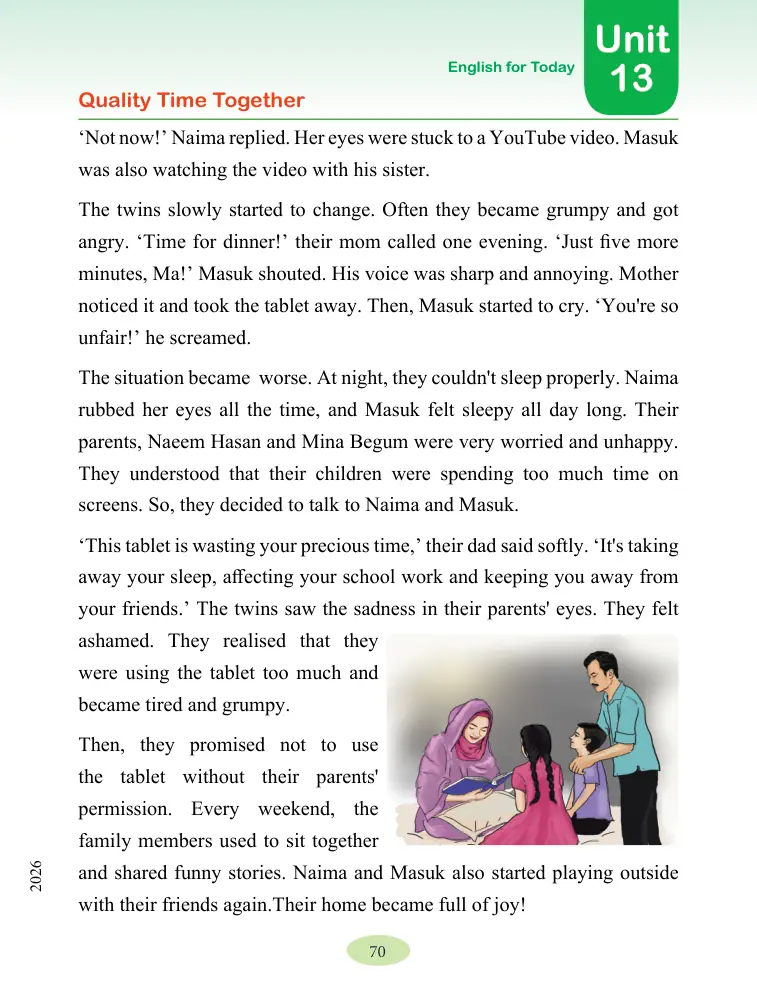 Unit
13
English for Today
Quality Time Together
‘Not now!’ Naima replied. Her eyes were stuck to a YouTube video. Masuk
was also watching the video with his sister.
The twins slowly started to change. Often they became grumpy and got
angry. ‘Time for dinner!’ their mom called one evening. ‘Just five more
minutes, Ma!’ Masuk shouted. His voice was sharp and annoying. Mother
noticed it and took the tablet away. Then, Masuk started to cry. ‘You're so
unfair!’ he screamed.
The situation became  worse. At night, they couldn't sleep properly. Naima
rubbed her eyes all the time, and Masuk felt sleepy all day long. Their
parents, Naeem Hasan and Mina Begum were very worried and unhappy.
They understood that their children were spending too much time on
screens. So, they decided to talk to Naima and Masuk.
‘This tablet is wasting your precious time,’ their dad said softly. ‘It's taking
away your sleep, affecting your school work and keeping you away from
your friends.’ The twins saw the sadness in their parents' eyes. They felt
ashamed. They realised that they
were using the tablet too much and
became tired and grumpy.
Then, they promised not to use
the tablet without their parents'
permission. Every weekend, the
family members used to sit together
and shared funny stories. Naima and Masuk also started playing outside
with their friends again.Their home became full of joy!
2026
70